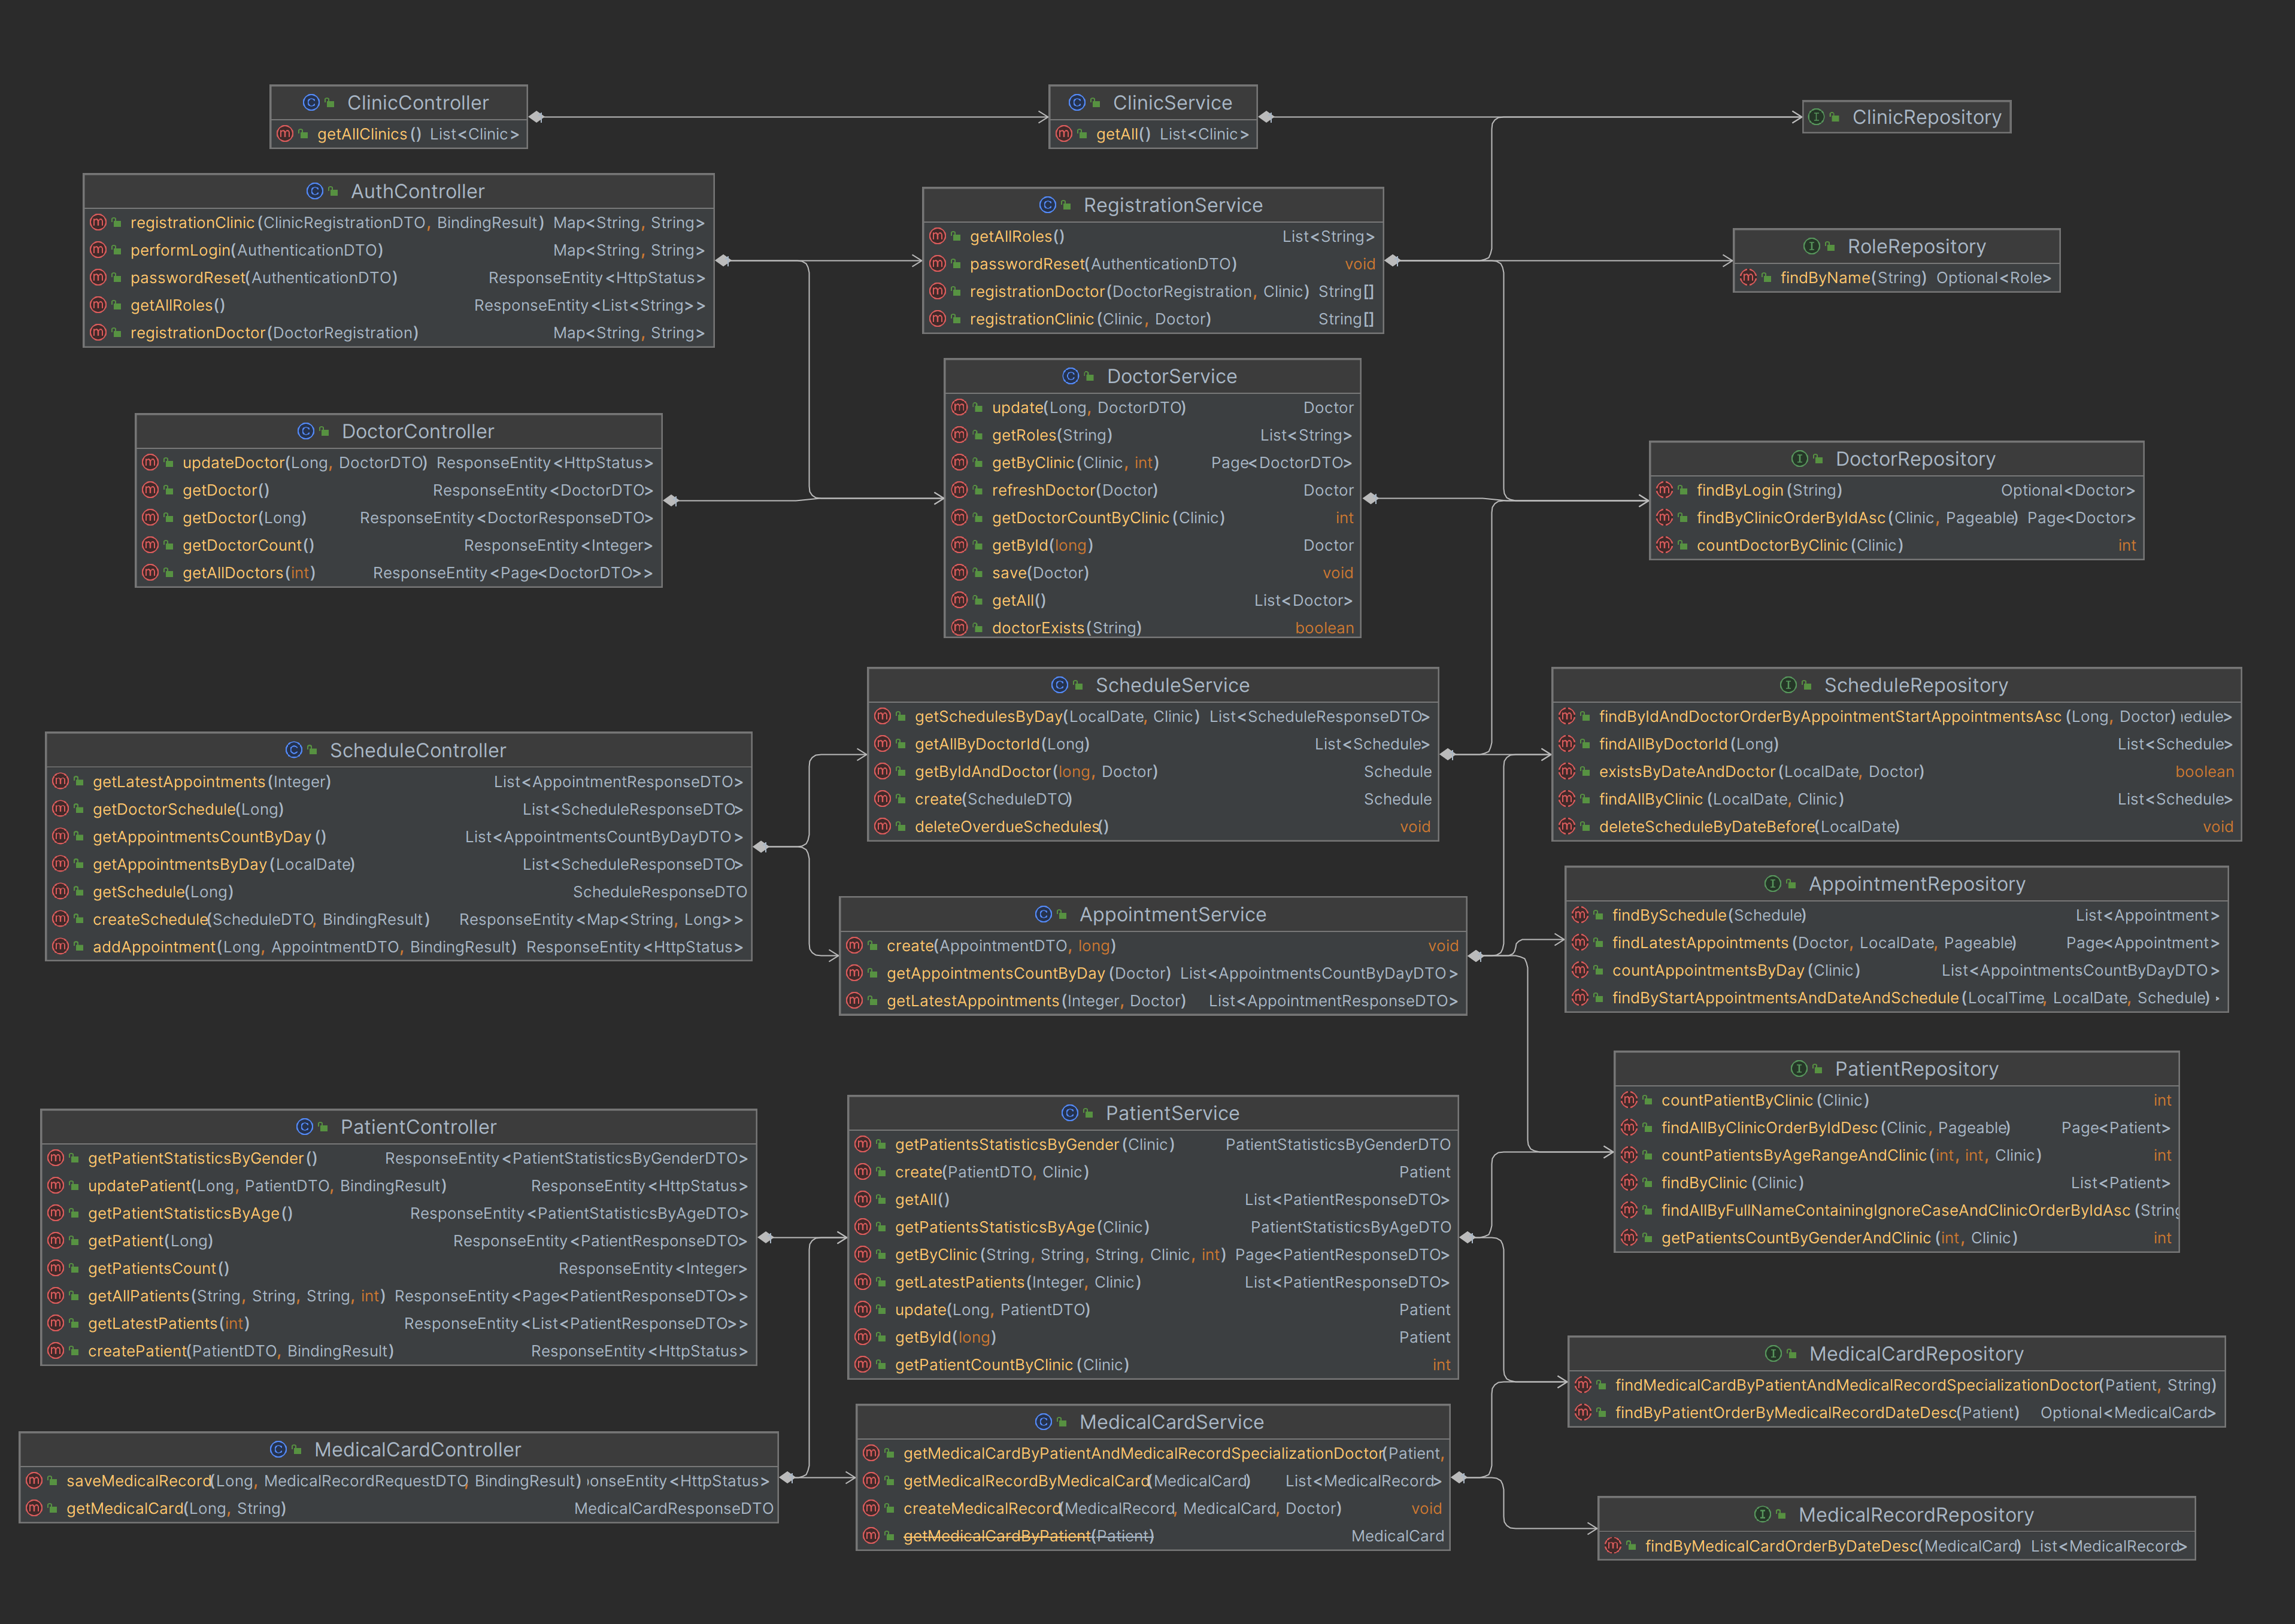 ClinicController
getAllClinics() List<Clinic>
ClinicService
getAll() List<Clinic>
ClinicRepository
AuthController
registrationClinic(ClinicRegistrationDTO, BindingResult) Map<String, String>
performLogin(AuthenticationDTO) Map<String, String>
passwordReset(AuthenticationDTO) ResponseEntity<HttpStatus>
getAllRoles() ResponseEntity<List<String>>
registrationDoctor(DoctorRegistration) Map<String, String>
RegistrationService
getAllRoles() List<String>
passwordReset(AuthenticationDTO) void
registrationDoctor(DoctorRegistration, Clinic) String[]
registrationClinic(Clinic, Doctor) String[]
RoleRepository
findByName(String) Optional<Role>
DoctorController
updateDoctor(Long, DoctorDTO) ResponseEntity<HttpStatus>
getDoctor() ResponseEntity<DoctorDTO>
getDoctor(Long) ResponseEntity<DoctorResponseDTO>
getDoctorCount() ResponseEntity<Integer>
getAllDoctors(int) ResponseEntity<Page<DoctorDTO>>
DoctorService
update(Long, DoctorDTO) Doctor
getRoles(String) List<String>
getByClinic(Clinic, int) Page<DoctorDTO>
refreshDoctor(Doctor) Doctor
getDoctorCountByClinic(Clinic) int
getById(long) Doctor
save(Doctor) void
getAll() List<Doctor>
doctorExists(String) boolean
DoctorRepository
findByLogin(String) Optional<Doctor>
findByClinicOrderByIdAsc(Clinic, Pageable) Page<Doctor>
countDoctorByClinic(Clinic) int
ScheduleController
getLatestAppointments(Integer) List<AppointmentResponseDTO>
getDoctorSchedule(Long) List<ScheduleResponseDTO>
getAppointmentsCountByDay() List<AppointmentsCountByDayDTO>
getAppointmentsByDay(LocalDate) List<ScheduleResponseDTO>
getSchedule(Long) ScheduleResponseDTO
createSchedule(ScheduleDTO, BindingResult) ResponseEntity<Map<String, Long>>
addAppointment(Long, AppointmentDTO, BindingResult) ResponseEntity<HttpStatus>
ScheduleService
getSchedulesByDay(LocalDate, Clinic) List<ScheduleResponseDTO>
getAllByDoctorId(Long) List<Schedule>
getByIdAndDoctor(long, Doctor) Schedule
create(ScheduleDTO) Schedule
deleteOverdueSchedules() void
ScheduleRepository
findByIdAndDoctorOrderByAppointmentStartAppointmentsAsc(Long, Doctor) edule>
findAllByDoctorId(Long) List<Schedule>
existsByDateAndDoctor(LocalDate, Doctor) boolean
findAllByClinic(LocalDate, Clinic) List<Schedule>
deleteScheduleByDateBefore(LocalDate) void
AppointmentService
create(AppointmentDTO, long) void
getAppointmentsCountByDay(Doctor) List<AppointmentsCountByDayDTO>
getLatestAppointments(Integer, Doctor) List<AppointmentResponseDTO>
AppointmentRepository
findBySchedule(Schedule) List<Appointment>
findLatestAppointments(Doctor, LocalDate, Pageable) Page<Appointment>
countAppointmentsByDay(Clinic) List<AppointmentsCountByDayDTO>
findByStartAppointmentsAndDateAndSchedule(LocalTime, LocalDate, Schedule)
PatientRepository
countPatientByClinic(Clinic) int
findAllByClinicOrderByIdDesc(Clinic, Pageable) Page<Patient>
countPatientsByAgeRangeAndClinic(int, int, Clinic) int
findByClinic(Clinic) List<Patient>
findAllByFullNameContainingIgnoreCaseAndClinicOrderByIdAsc(String
getPatientsCountByGenderAndClinic(int, Clinic) int
PatientController
getPatientStatisticsByGender() ResponseEntity<PatientStatisticsByGenderDTO>
updatePatient(Long, PatientDTO, BindingResult) ResponseEntity<HttpStatus>
getPatientStatisticsByAge() ResponseEntity<PatientStatisticsByAgeDTO>
getPatient(Long) ResponseEntity<PatientResponseDTO>
getPatientsCount() ResponseEntity<Integer>
getAllPatients(String, String, String, int) ResponseEntity<Page<PatientResponseDTO>>
getLatestPatients(int) ResponseEntity<List<PatientResponseDTO>>
createPatient(PatientDTO, BindingResult) ResponseEntity<HttpStatus>
PatientService
getPatientsStatisticsByGender(Clinic) PatientStatisticsByGenderDTO
create(PatientDTO, Clinic) Patient
getAll() List<PatientResponseDTO>
getPatientsStatisticsByAge(Clinic) PatientStatisticsByAgeDTO
getByClinic(String, String, String, Clinic, int) Page<PatientResponseDTO>
getLatestPatients(Integer, Clinic) List<PatientResponseDTO>
update(Long, PatientDTO) Patient
getById(long) Patient
getPatientCountByClinic(Clinic) int
MedicalCardRepository
findMedicalCardByPatientAndMedicalRecordSpecializationDoctor(Patient, String)
findByPatientOrderByMedicalRecordDateDesc(Patient) Optional<MedicalCard>
MedicalCardController
saveMedicalRecord(Long, MedicalRecordRequestDTO, BindingResult) onseEntity<HttpStatus>
getMedicalCard(Long, String) MedicalCardResponseDTO
MedicalCardService
getMedicalCardByPatientAndMedicalRecordSpecializationDoctor(Patient,
getMedicalRecordByMedicalCard(MedicalCard) List<MedicalRecord>
createMedicalRecord(MedicalRecord, MedicalCard, Doctor) void
getMedicalCardByPatient(Patient) MedicalCard
MedicalRecordRepository
findByMedicalCardOrderByDateDesc(MedicalCard) List<MedicalRecord>